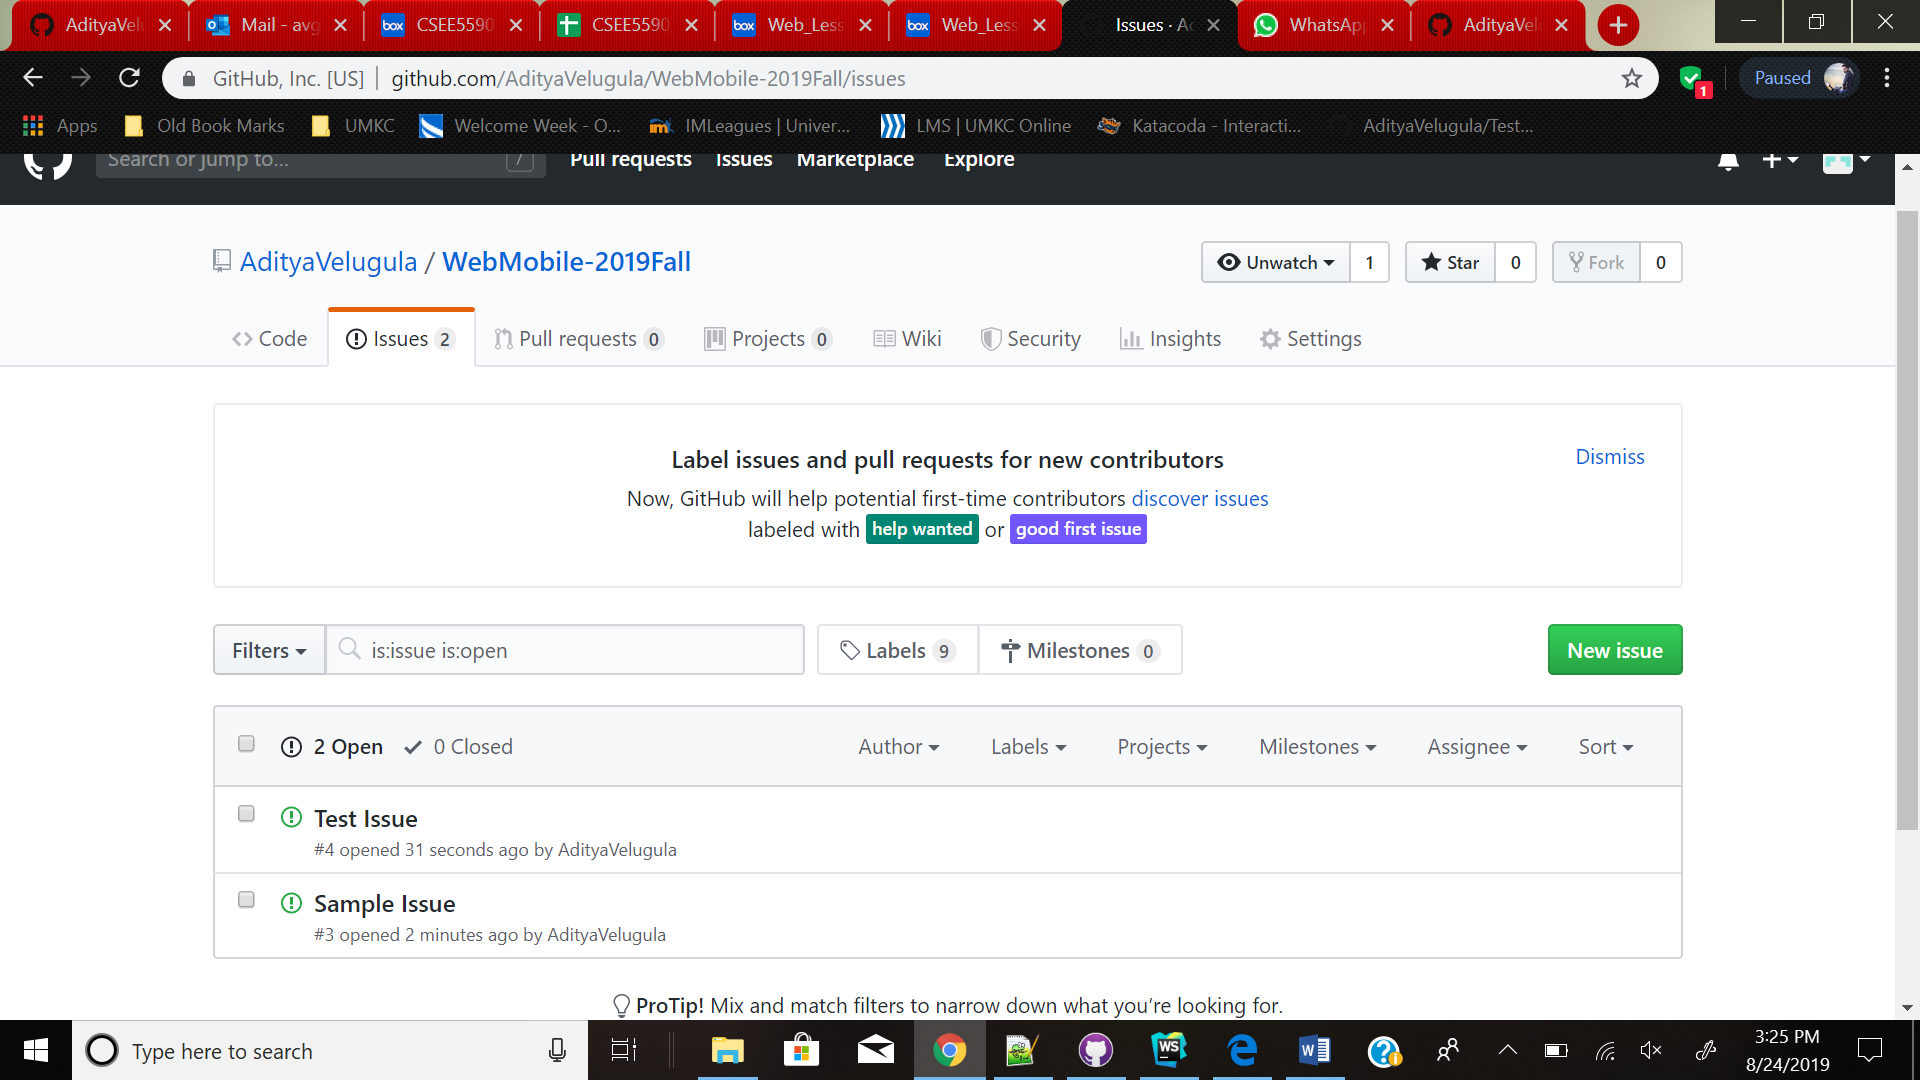 AdityaVel Mail - avg CSEE5590 CSEE5590 Web_Less Web_Less Issues · Ad WhatsApp AdityaVel
GitHub, Inc. [US] github.com/AdityaVelugula/WebMobile-2019Fall/issues 1 Paused
Apps Old Book Marks UMKC Welcome Week - O... IMLeagues | Univer... LMS | UMKC Online Katacoda - Interacti... AdityaVelugula/Test...
Search or jump to... / Pull requests Issues Marketplace Explore
AdityaVelugula / WebMobile-2019Fall Unwatch 1 Star 0 Fork 0
Code Issues 2 Pull requests 0 Projects 0 Wiki Security Insights Settings
Label issues and pull requests for new contributors
Dismiss
Now, GitHub will help potential first-time contributors discover issues
labeled with help wanted or good first issue
Filters is:issue is:open Labels 9 Milestones 0 New issue
2 Open 0 Closed Author Labels Projects Milestones Assignee Sort
Test Issue
#4 opened 31 seconds ago by AdityaVelugula
Sample Issue
#3 opened 2 minutes ago by AdityaVelugula
ProTip! Mix and match filters to narrow down what you’re looking for.
Type here to search
WS
3:25 PM
8/24/2019